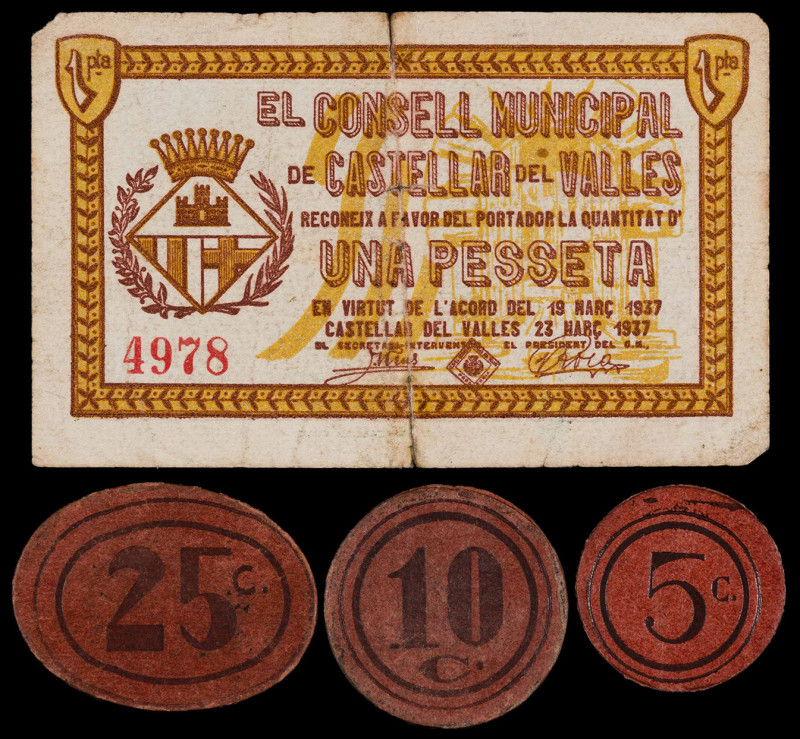 1 pta
1 pta
EL CONSELL MUNICIPAL
DE CASTELLAR DEL VALLES
RECONEIX A FAVOR DEL PORTADOR LA QUANTITAT D'
UNA PESSETA
EN VIRTUT DE L'ACORD DEL 19 MARÇ 1937
CASTELLAR DEL VALLES 23 MARÇ 1937
EL SECRETARI INTERVENTOR EL PRESIDENT DEL C.M.
4978
25 C.
10
C.
5 C.